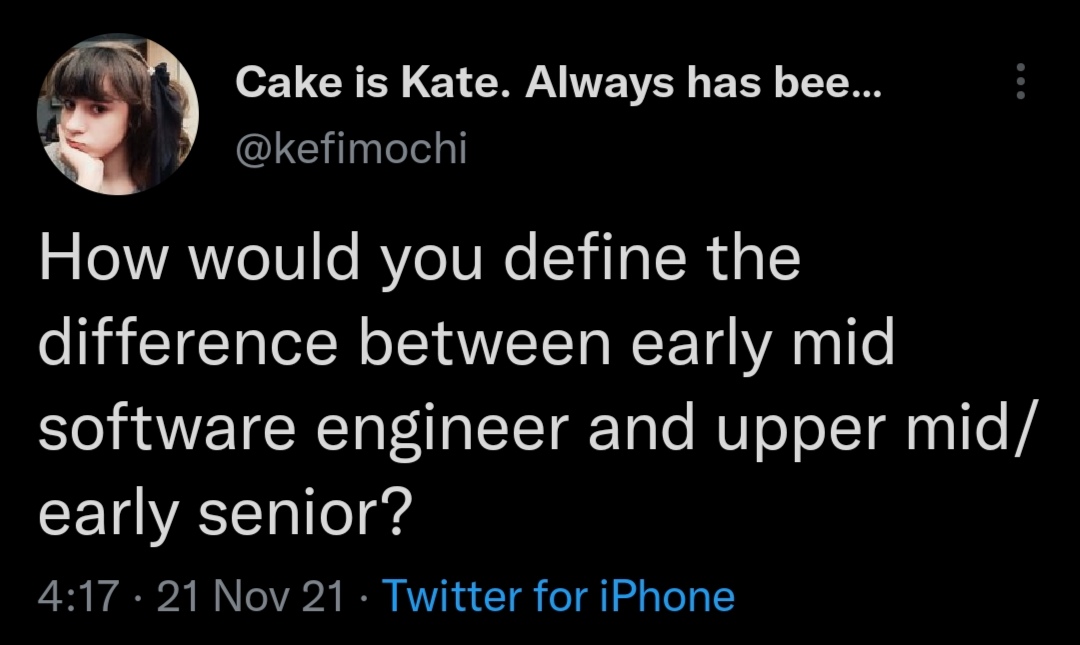 Cake is Kate. Always has bee...
@kefimochi
How would you define the
difference between early mid
software engineer and upper mid/
early senior?
4:17 · 21 Nov 21 · Twitter for iPhone